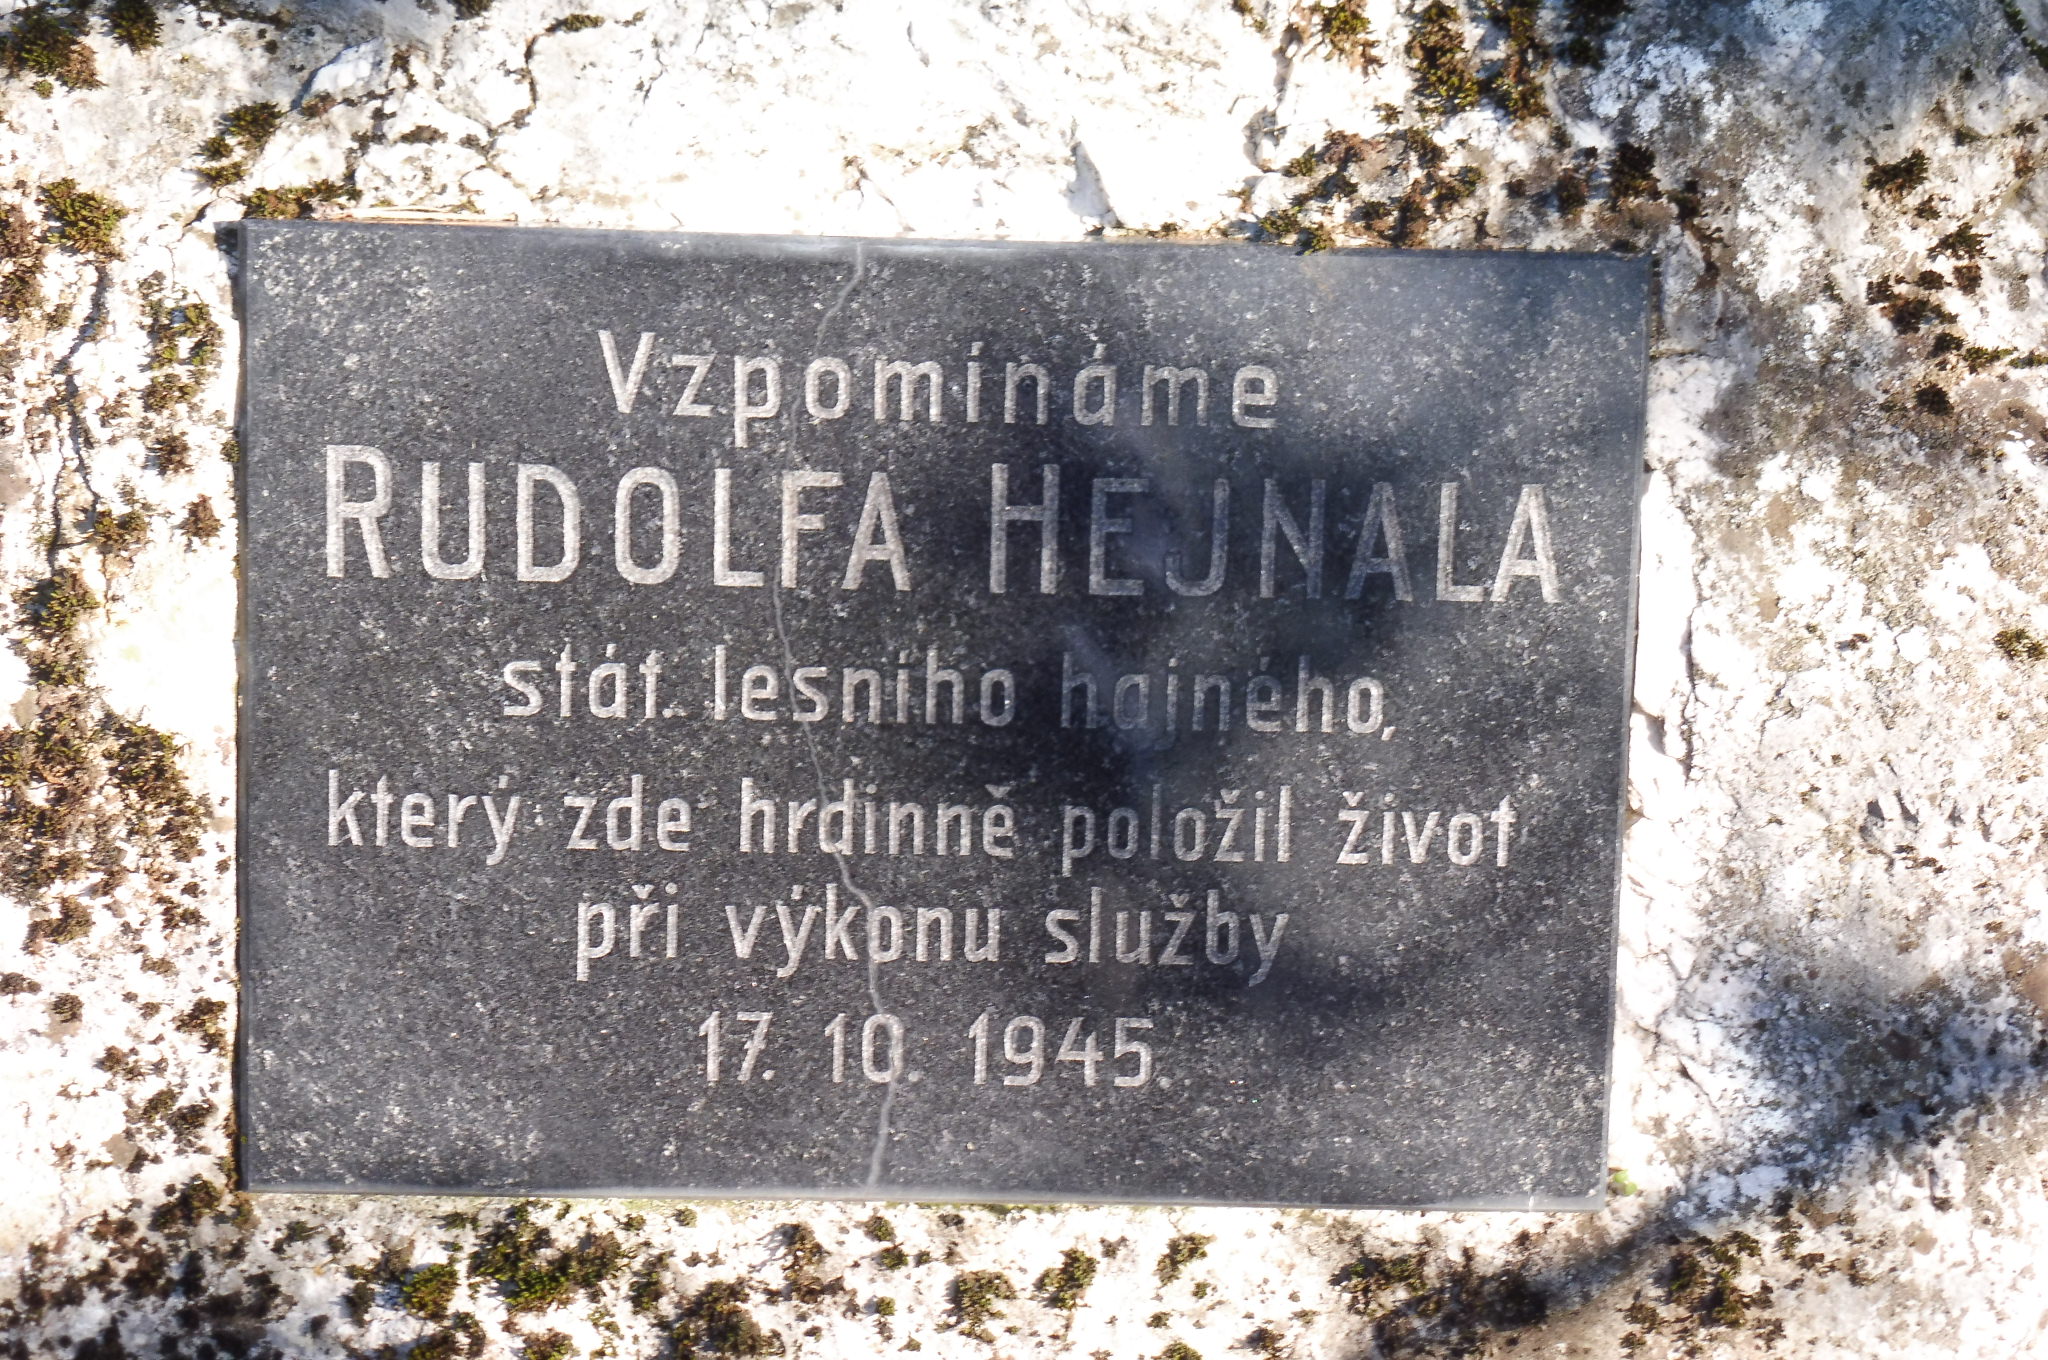 Vzpomínáme
RUDOLFA HEJNALA
stát. lesního hajného,
který zde hrdinně položil život
při výkonu služby
17. 10. 1945.